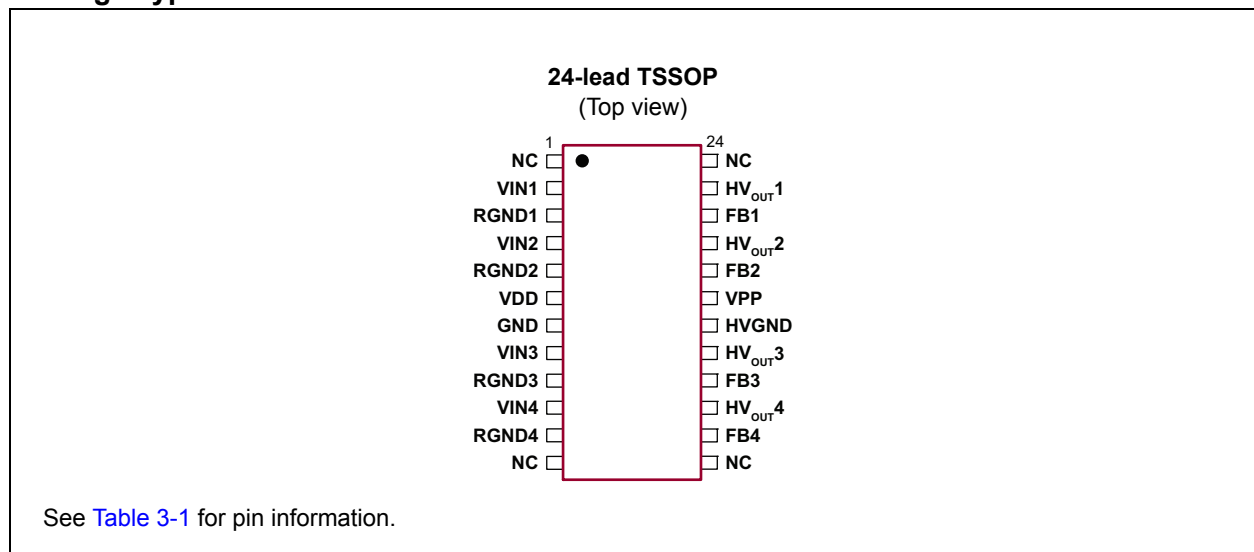 24-lead TSSOP
(Top view)
1 24
NC NC
VIN1 HVOUT1
RGND1 FB1
VIN2 HVOUT2
RGND2 FB2
VDD VPP
GND HVGND
VIN3 HVOUT3
RGND3 FB3
VIN4 HVOUT4
RGND4 FB4
NC NC
See Table 3-1 for pin information.